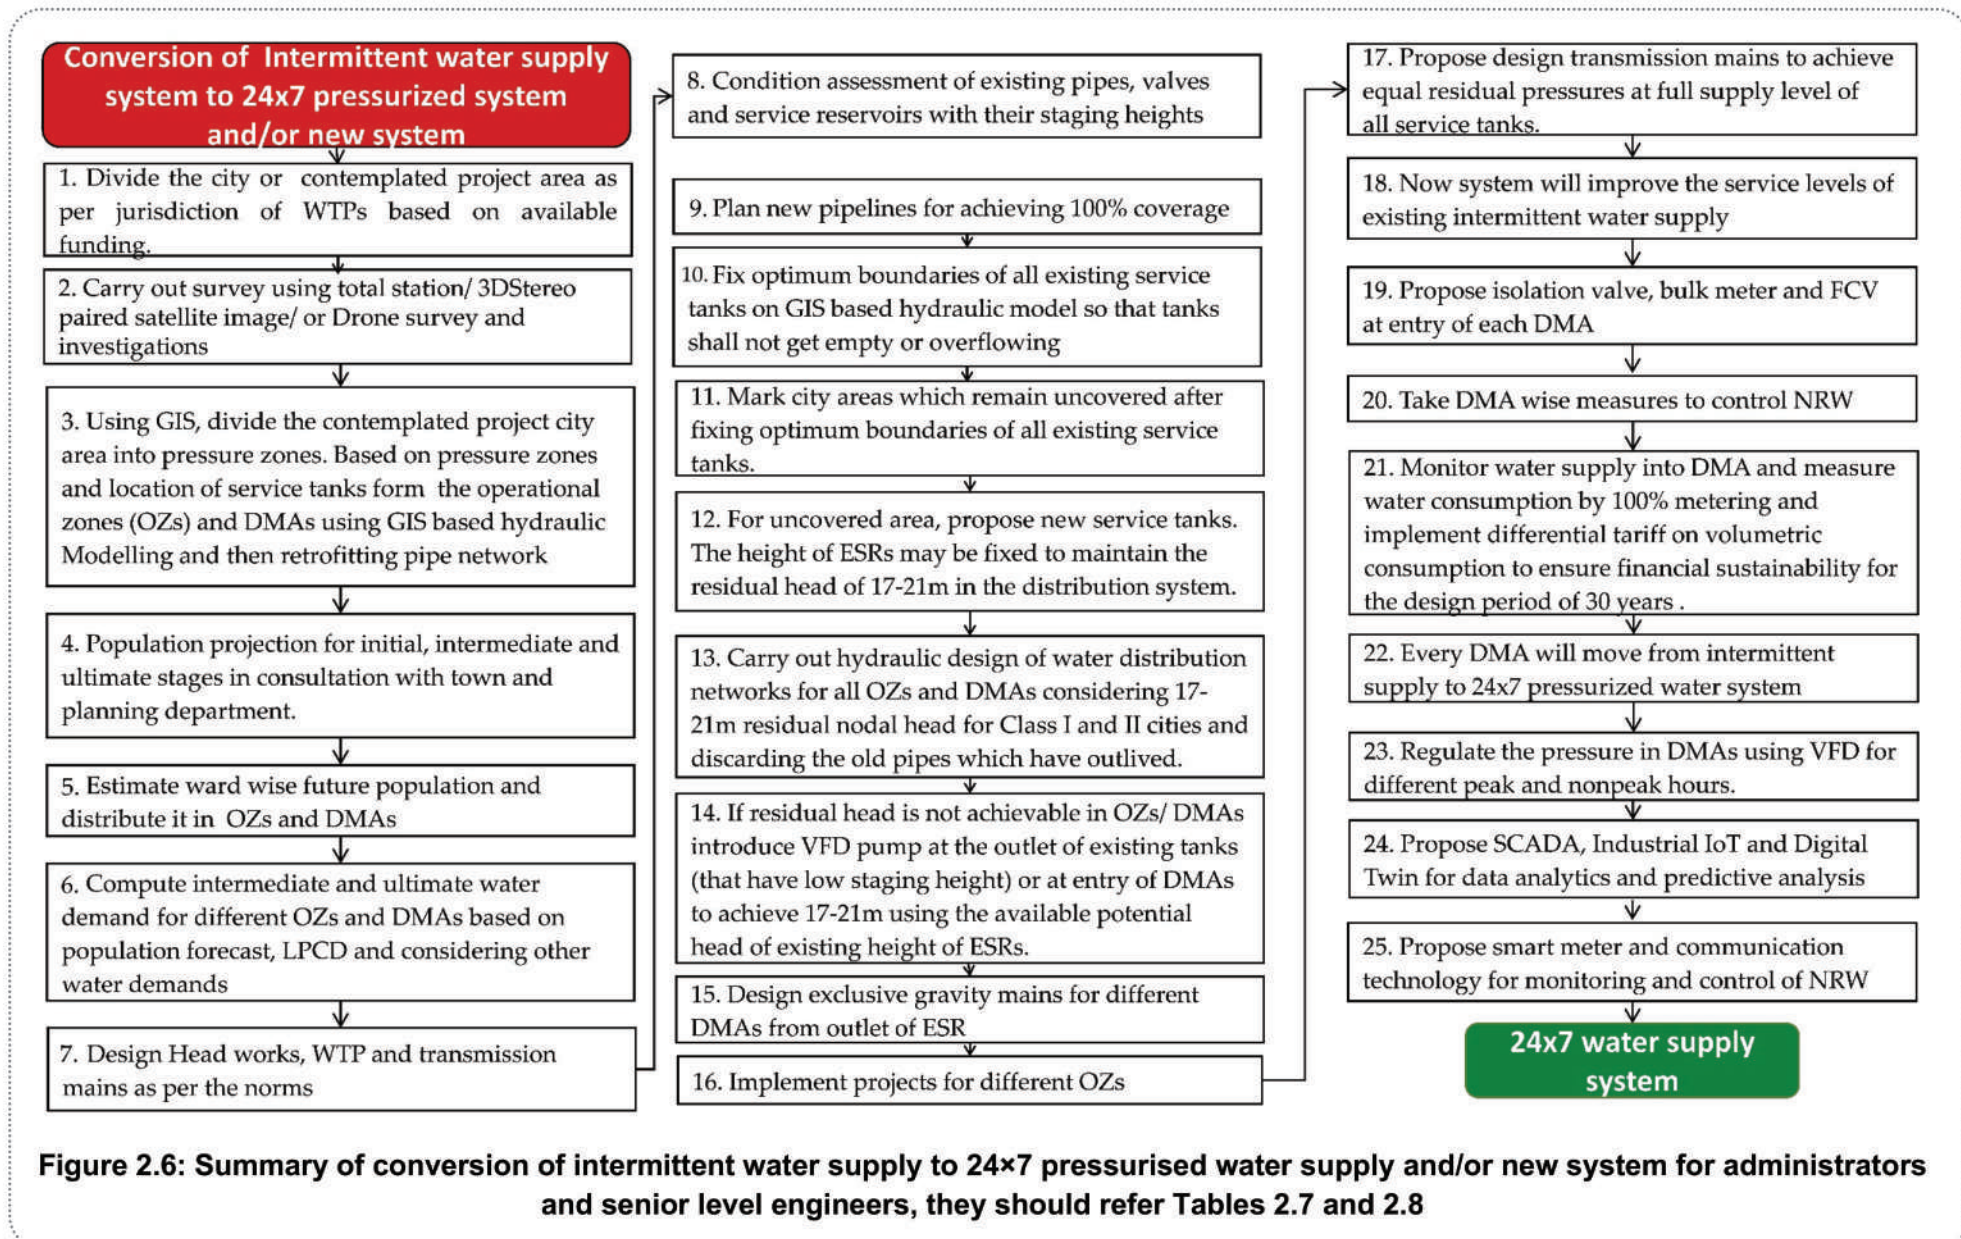 Conversion of Intermittent water supply
system to 24x7 pressurized system
and/or new system
1. Divide the city or contemplated project area as
per jurisdiction of WTPs based on available
funding.
2. Carry out survey using total station/ 3DStereo
paired satellite image/ or Drone survey and
investigations
3. Using GIS, divide the contemplated project city
area into pressure zones. Based on pressure zones
and location of service tanks form the operational
zones (OZs) and DMAs using GIS based hydraulic
Modelling and then retrofitting pipe network
4. Population projection for initial, intermediate and
ultimate stages in consultation with town and
planning department.
5. Estimate ward wise future population and
distribute it in OZs and DMAs
6. Compute intermediate and ultimate water
demand for different OZs and DMAs based on
population forecast, LPCD and considering other
water demands
7. Design Head works, WTP and transmission
mains as per the norms
8. Condition assessment of existing pipes, valves
and service reservoirs with their staging heights
9. Plan new pipelines for achieving 100% coverage
10. Fix optimum boundaries of all existing service
tanks on GIS based hydraulic model so that tanks
shall not get empty or overflowing
11. Mark city areas which remain uncovered after
fixing optimum boundaries of all existing service
tanks.
12. For uncovered area, propose new service tanks.
The height of ESRs may be fixed to maintain the
residual head of 17-21m in the distribution system.
13. Carry out hydraulic design of water distribution
networks for all OZs and DMAs considering 17-
21m residual nodal head for Class I and II cities and
discarding the old pipes which have outlived.
14. If residual head is not achievable in OZs/ DMAs
introduce VFD pump at the outlet of existing tanks
(that have low staging height) or at entry of DMAs
to achieve 17-21m using the available potential
head of existing height of ESRs.
15. Design exclusive gravity mains for different
DMAs from outlet of ESR
16. Implement projects for different OZs
17. Propose design transmission mains to achieve
equal residual pressures at full supply level of
all service tanks.
18. Now system will improve the service levels of
existing intermittent water supply
19. Propose isolation valve, bulk meter and FCV
at entry of each DMA
20. Take DMA wise measures to control NRW
21. Monitor water supply into DMA and measure
water consumption by 100% metering and
implement differential tariff on volumetric
consumption to ensure financial sustainability for
the design period of 30 years .
22. Every DMA will move from intermittent
supply to 24x7 pressurized water system
23. Regulate the pressure in DMAs using VFD for
different peak and nonpeak hours.
24. Propose SCADA, Industrial IoT and Digital
Twin for data analytics and predictive analysis
25. Propose smart meter and communication
technology for monitoring and control of NRW
24x7 water supply
system
Figure 2.6: Summary of conversion of intermittent water supply to 24×7 pressurised water supply and/or new system for administrators
and senior level engineers, they should refer Tables 2.7 and 2.8